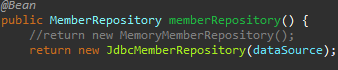 @Bean
public MemberRepository memberRepository() {
//return new MemoryMemberRepository();
return new JdbcMemberRepository(dataSource);